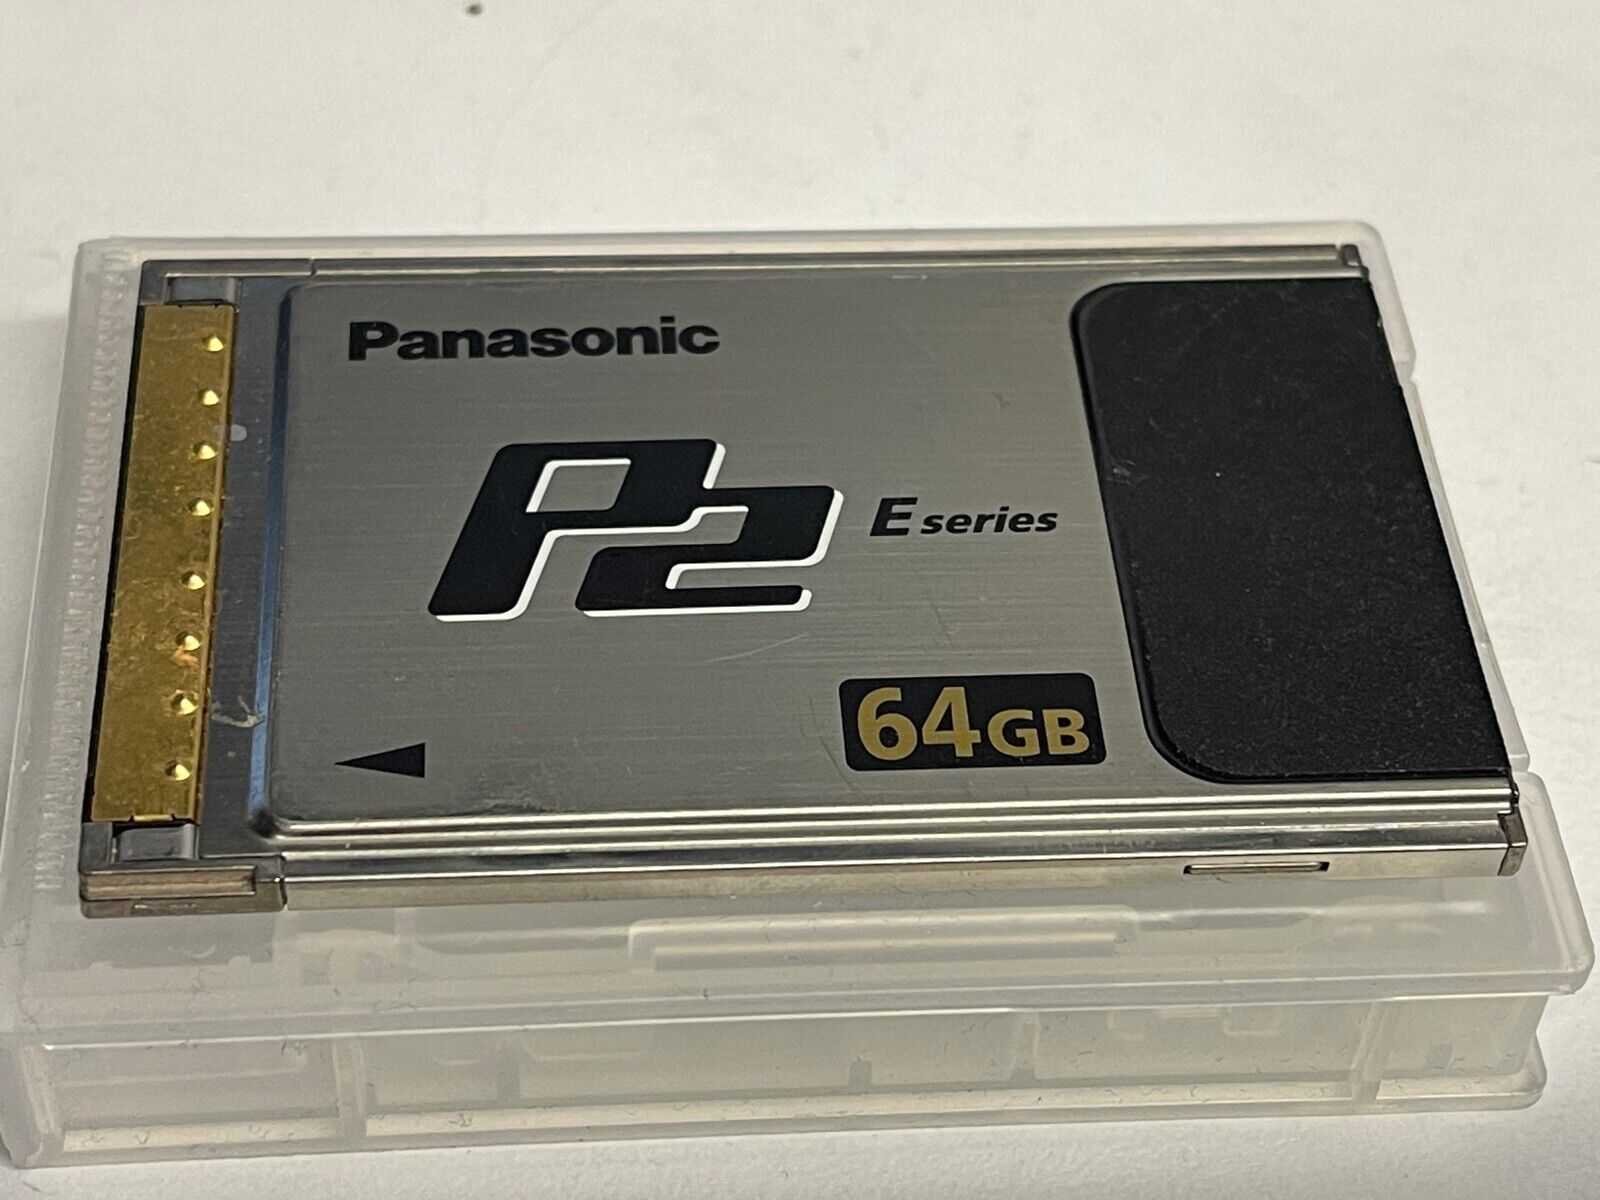 Panasonic
P2 E series
64GB